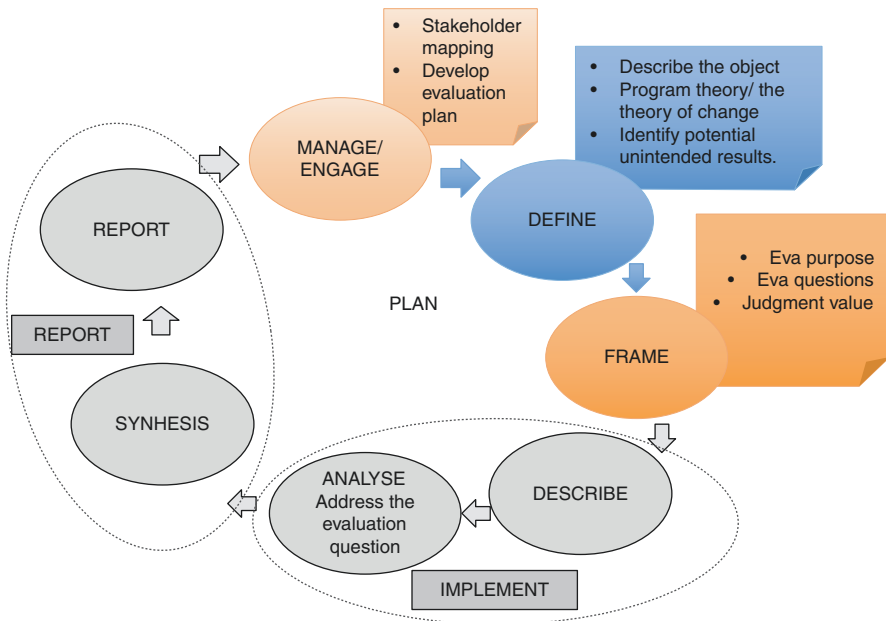 • Stakeholder
mapping
• Develop
evaluation
plan
MANAGE/
ENGAGE
• Describe the object
• Program theory/ the
theory of change
• Identify potential
unintended results.
DEFINE
• Eva purpose
• Eva questions
• Judgment value
FRAME
PLAN
DESCRIBE
ANALYSE
Address the
evaluation
question
IMPLEMENT
SYNHESIS
REPORT
REPORT